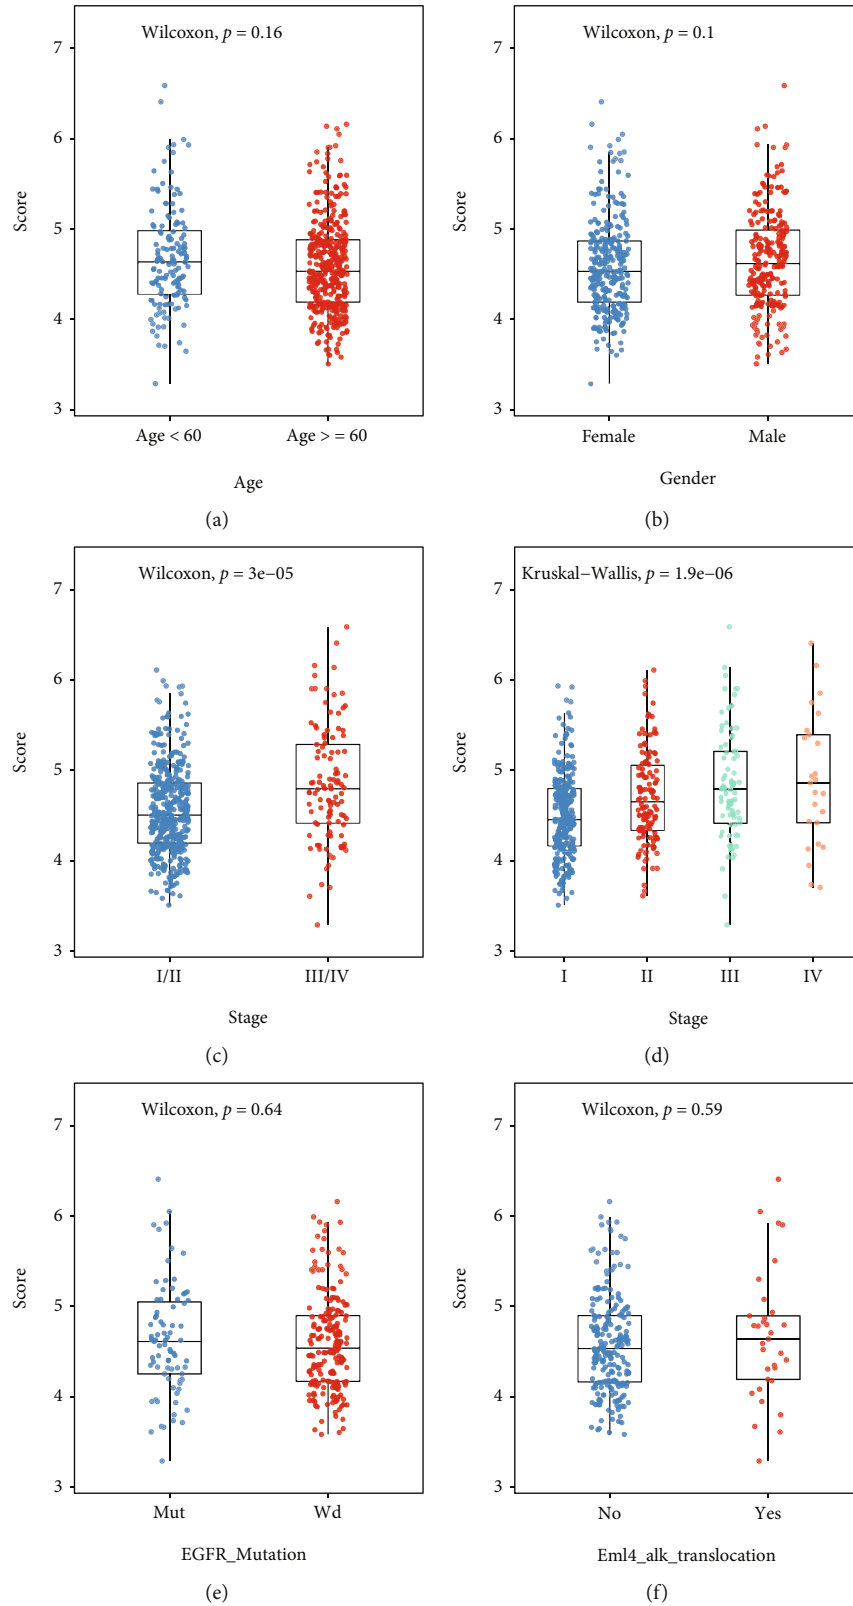 Wilcoxon, p = 0.16
7
6
5
4
3
Score
Age < 60
Age > = 60
Age
(a)
Wilcoxon, p = 0.1
7
6
5
4
3
Score
Female
Male
Gender
(b)
Wilcoxon, p = 3e−05
7
6
5
4
3
Score
I/II
III/IV
Stage
(c)
Kruskal−Wallis, p = 1.9e−06
7
6
5
4
3
Score
I
II
III
IV
Stage
(d)
Wilcoxon, p = 0.64
7
6
5
4
3
Score
Mut
Wd
EGFR_Mutation
(e)
Wilcoxon, p = 0.59
7
6
5
4
3
Score
No
Yes
Eml4_alk_translocation
(f)